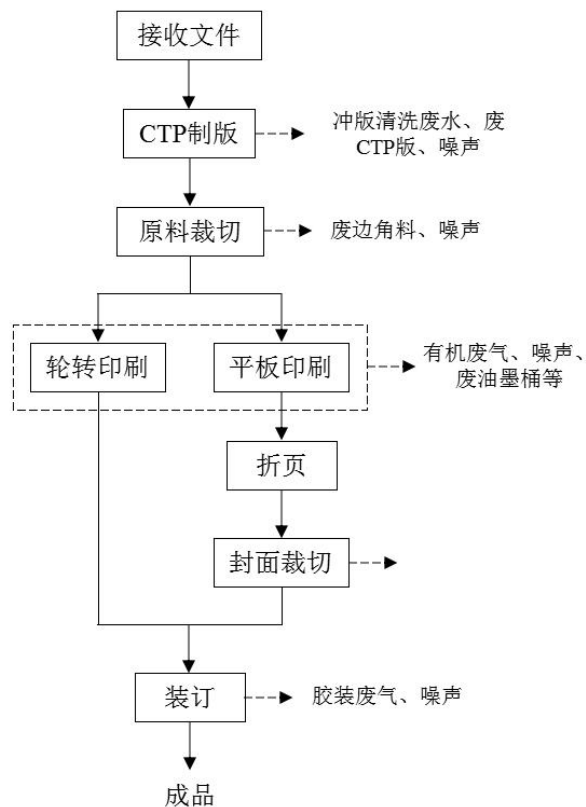 接收文件
CTP制版
冲版清洗废水、废
CTP版、噪声
原料裁切
废边角料、噪声
轮转印刷
平板印刷
有机废气、噪声、
废油墨桶等
折页
封面裁切
装订
胶装废气、噪声
成品